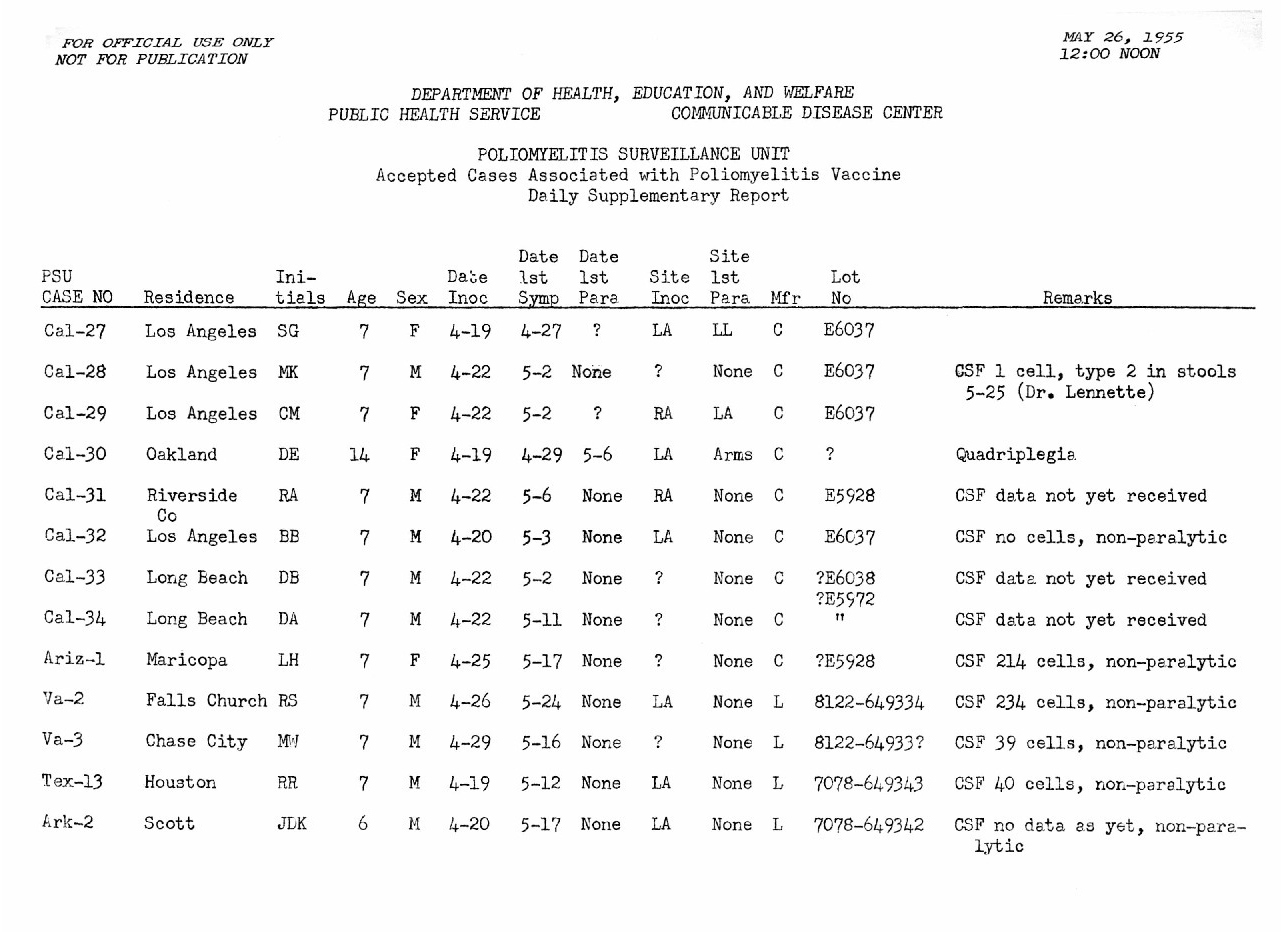 FOR OFFICIAL USE ONLY
NOT FOR PUBLICATION
MAY 26, 1955
12:00 NOON
DEPARTMENT OF HEALTH, EDUCATION, AND WELFARE
PUBLIC HEALTH SERVICE COMMUNICABLE DISEASE CENTER
POLIOMYELITIS SURVEILLANCE UNIT
Accepted Cases Associated with Poliomyelitis Vaccine
Daily Supplementary Report
Date Date Site
PSU Ini- Date 1st 1st Site 1st Lot
CASE NO Residence tials Age Sex Inoc Symp Para Inoc Para Mfr No Remarks
Cal-27 Los Angeles SG 7 F 4-19 4-27 ? LA LL C E6037
Cal-28 Los Angeles MK 7 M 4-22 5-2 None ? None C E6037 CSF 1 cell, type 2 in stools
5-25 (Dr. Lennette)
Cal-29 Los Angeles CM 7 F 4-22 5-2 ? RA LA C E6037
Cal-30 Oakland DE 14 F 4-19 4-29 5-6 LA Arms C ? Quadriplegia
Cal-31 Riverside RA 7 M 4-22 5-6 None RA None C E5928 CSF data not yet received
Co
Cal-32 Los Angeles BB 7 M 4-20 5-3 None LA None C E6037 CSF no cells, non-paralytic
Cal-33 Long Beach DB 7 M 4-22 5-2 None ? None C ?E6038 CSF data not yet received
?E5972
Cal-34 Long Beach DA 7 M 4-22 5-11 None ? None C " CSF data not yet received
Ariz-1 Maricopa LH 7 F 4-25 5-17 None ? None C ?E5928 CSF 214 cells, non-paralytic
Va-2 Falls Church RS 7 M 4-26 5-24 None LA None L 8122-649334 CSF 234 cells, non-paralytic
Va-3 Chase City MW 7 M 4-29 5-16 None ? None L 8122-64933? CSF 39 cells, non-paralytic
Tex-13 Houston RR 7 M 4-19 5-12 None LA None L 7078-649343 CSF 40 cells, non-paralytic
Ark-2 Scott JDK 6 M 4-20 5-17 None LA None L 7078-649342 CSF no data as yet, non-para-
lytic